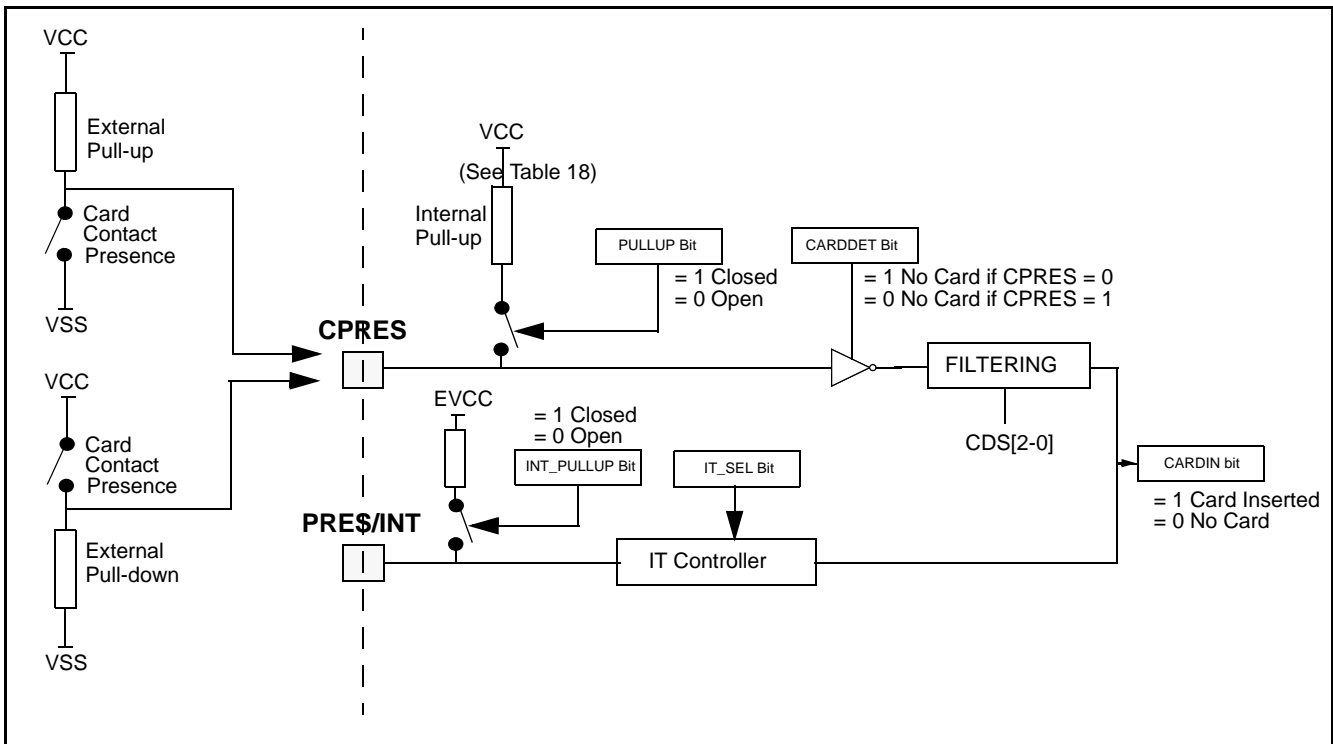 VCC
External
Pull-up
Card
Contact
Presence
VSS
VCC
Card
Contact
Presence
External
Pull-down
VSS
VCC
(See Table 18)
Internal
Pull-up
PULLUP Bit
= 1 Closed
= 0 Open
CARDDET Bit
= 1 No Card if CPRES = 0
= 0 No Card if CPRES = 1
CPRES
FILTERING
CDS[2-0]
EVCC
= 1 Closed
= 0 Open
INT_PULLUP Bit
IT_SEL Bit
PRES/INT
IT Controller
CARDIN bit
= 1 Card Inserted
= 0 No Card